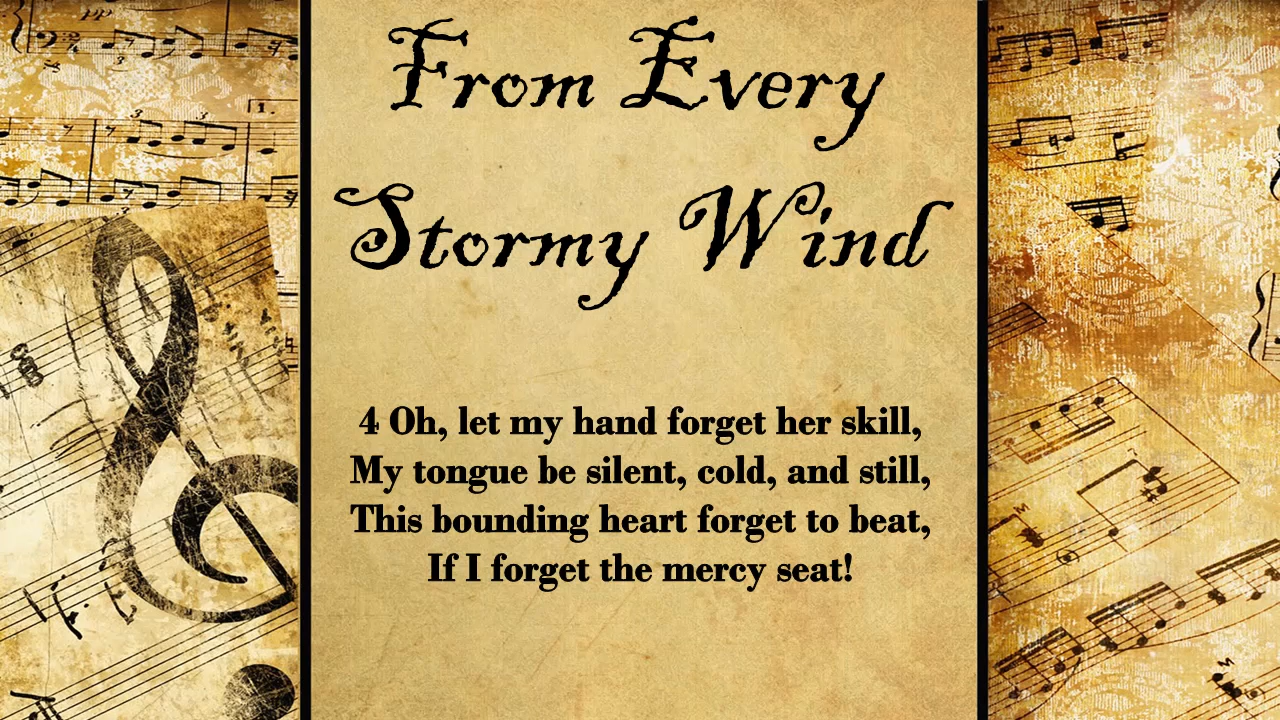 From Every
Stormy Wind
4 Oh, let my hand forget her skill,
My tongue be silent, cold, and still,
This bounding heart forget to beat,
If I forget the mercy seat!